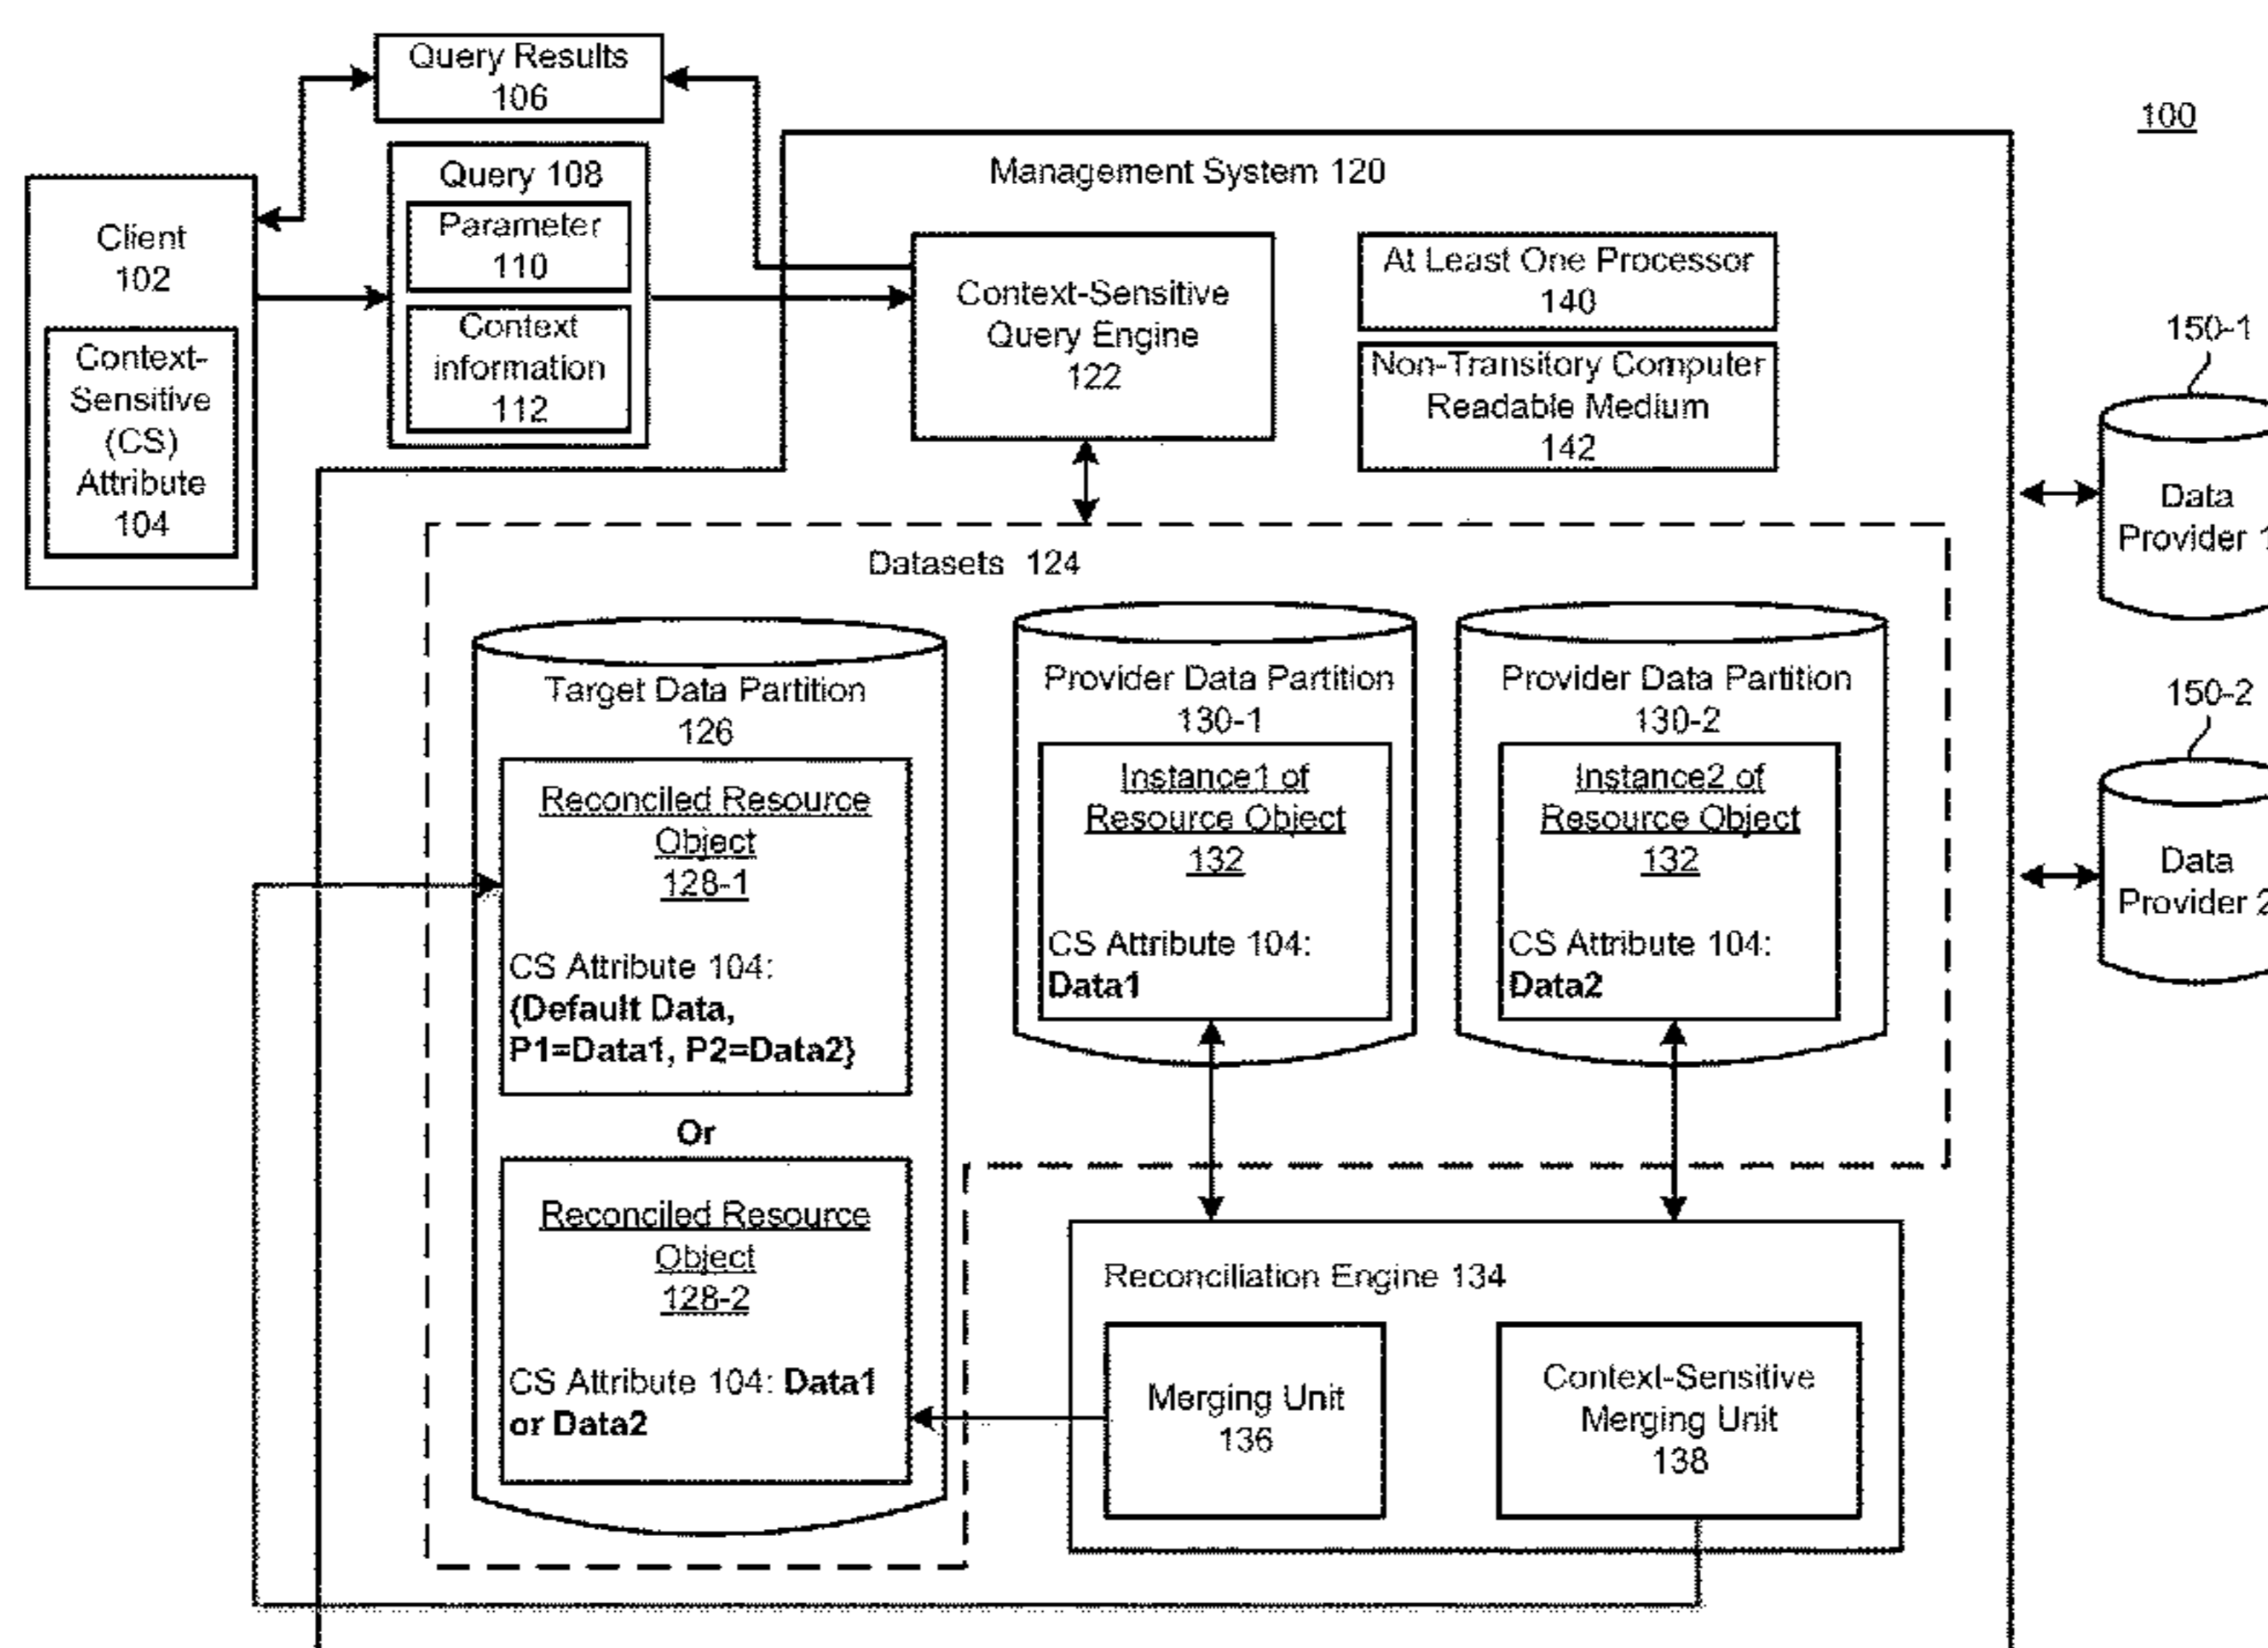 Query Results
106
100
Query 108
Management System 120
Parameter
110
Client
102
At Least One Processor
140
Context-Sensitive
Query Engine
122
Context
information
112
150-1
Context-
Sensitive
(CS)
Attribute
104
Non-Transitory Computer
Readable Medium
142
Data
Provider 1
Datasets 124
Target Data Partition
126
Provider Data Partition
130-1
Provider Data Partition
130-2
150-2
Reconciled Resource
Object
128-1
Instance1 of
Resource Object
132
Instance2 of
Resource Object
132
Data
Provider 2
CS Attribute 104:
(Default Data,
P1=Data1, P2=Data2}
CS Attribute 104:
Data1
CS Attribute 104:
Data2
Or
Reconciled Resource
Object
128-2
Reconciliation Engine 134
CS Attribute 104: Data1
or Data2
Merging Unit
136
Context-Sensitive
Merging Unit
138